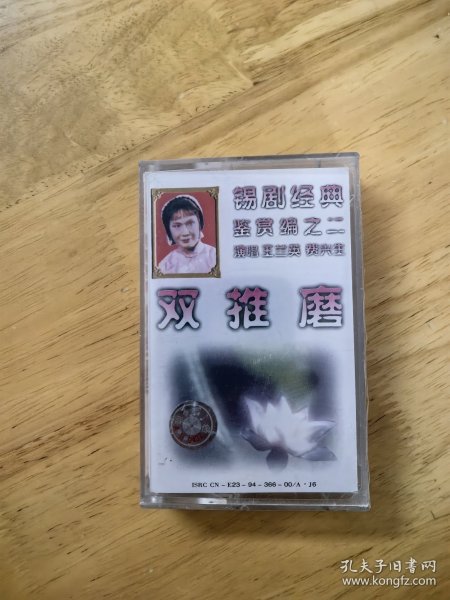 锡剧经典
鉴赏编之二
演唱 王兰英 费兴生
双推磨
ISRC CN - E23 - 94 - 366 - 00/A · J6
孔夫子旧书网
www.kongfz.com